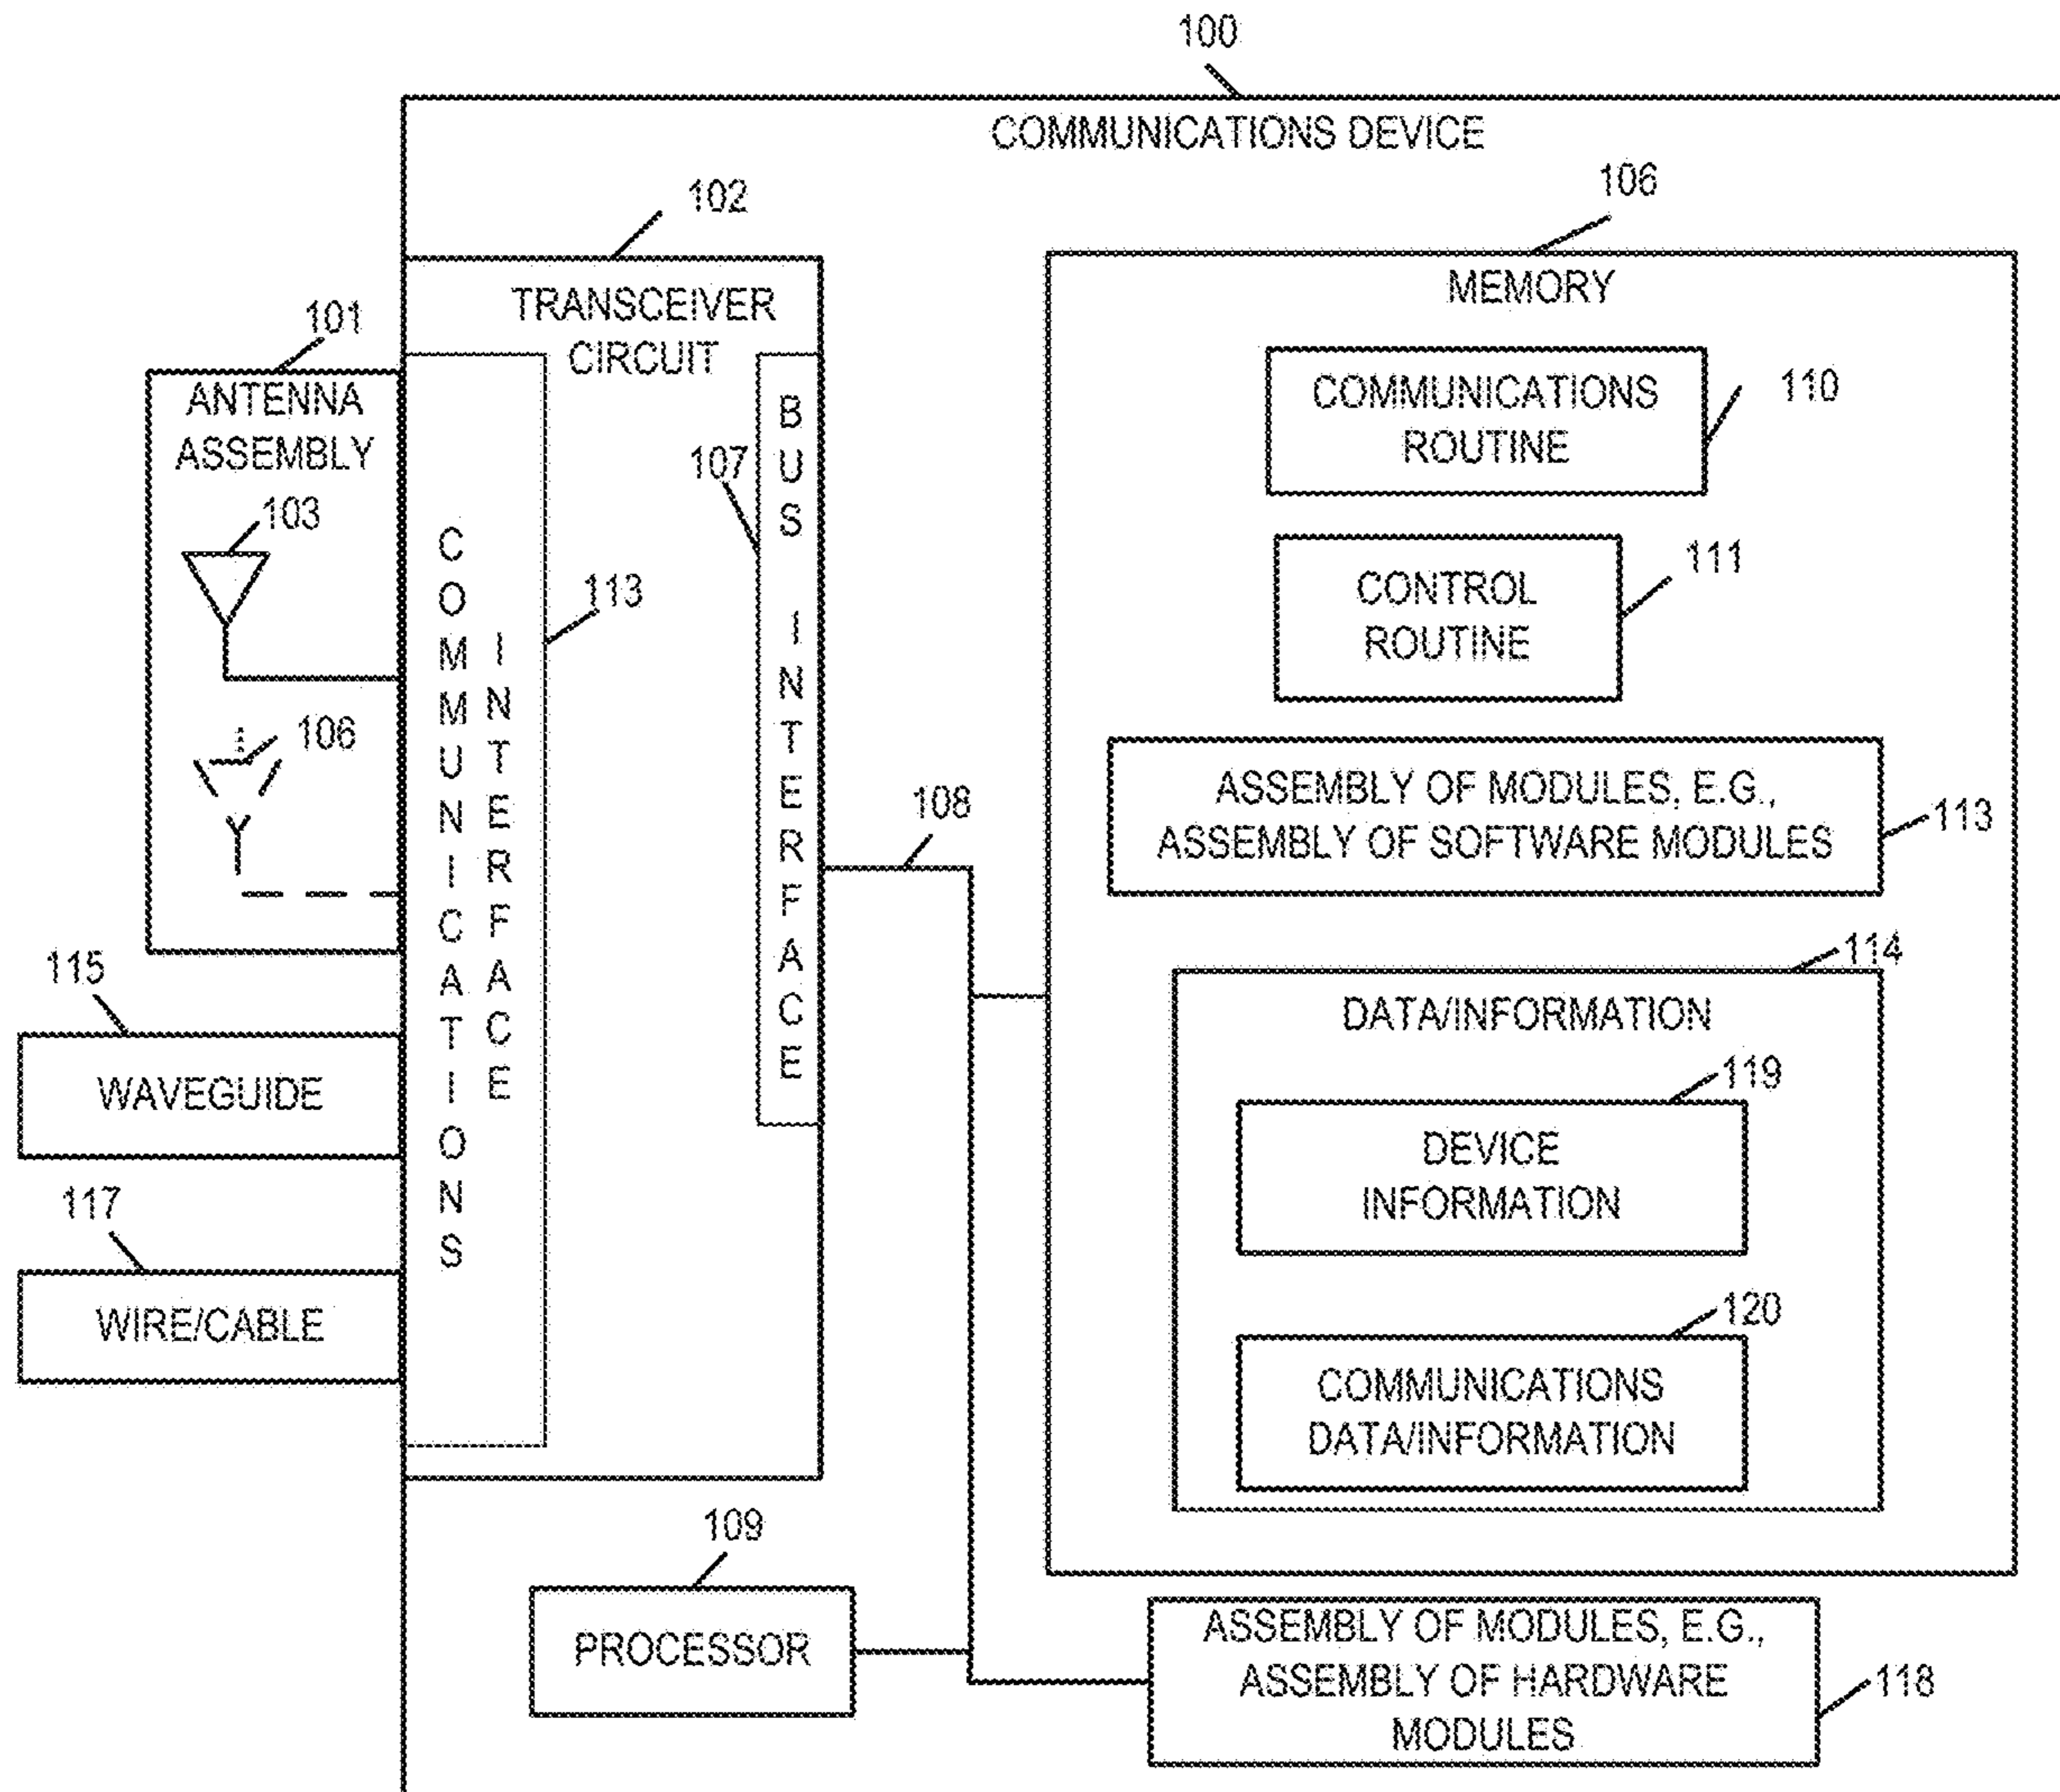 100
COMMUNICATIONS DEVICE
102
TRANSCEIVER
CIRCUIT
101
ANTENNA
ASSEMBLY
103
106
COMMUNICATIONS
INTERFACE
113
107
BUS INTERFACE
108
115
WAVEGUIDE
117
WIRE/CABLE
109
PROCESSOR
106
MEMORY
COMMUNICATIONS
ROUTINE
110
CONTROL
ROUTINE
111
ASSEMBLY OF MODULES, E.G.,
ASSEMBLY OF SOFTWARE MODULES
113
114
DATA/INFORMATION
119
DEVICE
INFORMATION
120
COMMUNICATIONS
DATA/INFORMATION
ASSEMBLY OF MODULES, E.G.,
ASSEMBLY OF HARDWARE
MODULES
118